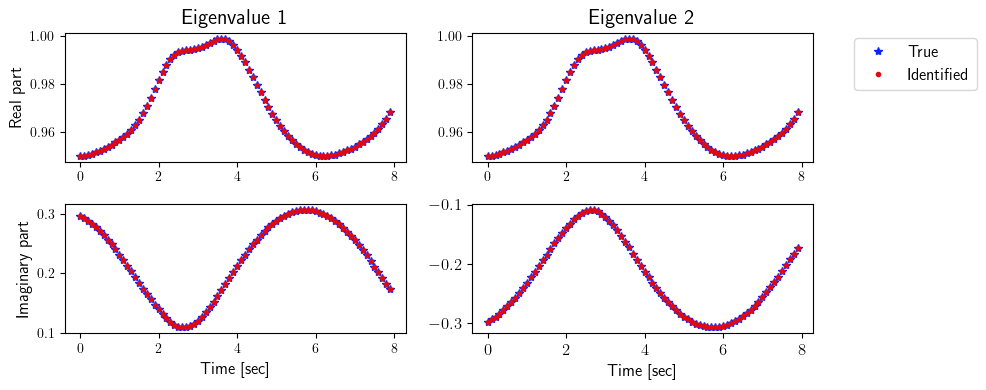 Eigenvalue 1
Eigenvalue 2
Real part
1.00
0.98
0.96
0 2 4 6 8
1.00
0.98
0.96
0 2 4 6 8
True
Identified
Imaginary part
0.3
0.2
0.1
0 2 4 6 8
Time [sec]
−0.1
−0.2
−0.3
0 2 4 6 8
Time [sec]